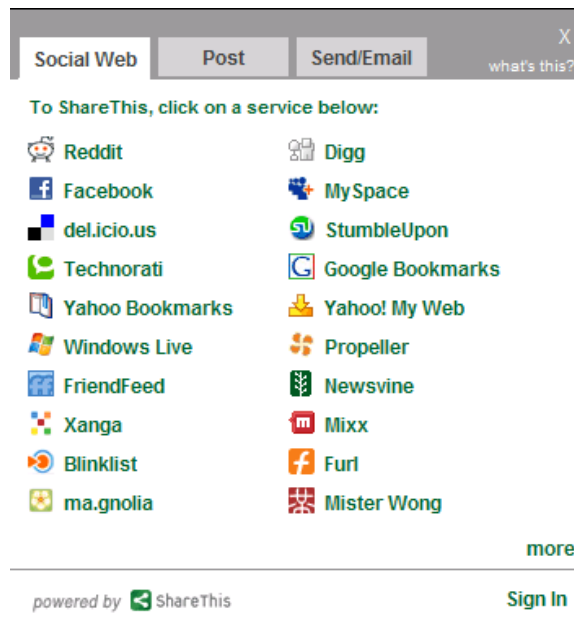 X
Social Web Post Send/Email
what's this?
To ShareThis, click on a service below:
Reddit Digg
Facebook MySpace
del.icio.us StumbleUpon
Technorati Google Bookmarks
Yahoo Bookmarks Yahoo! My Web
Windows Live Propeller
FriendFeed Newsvine
Xanga Mixx
Blinklist Furl
ma.gnolia Mister Wong
more
powered by ShareThis Sign In